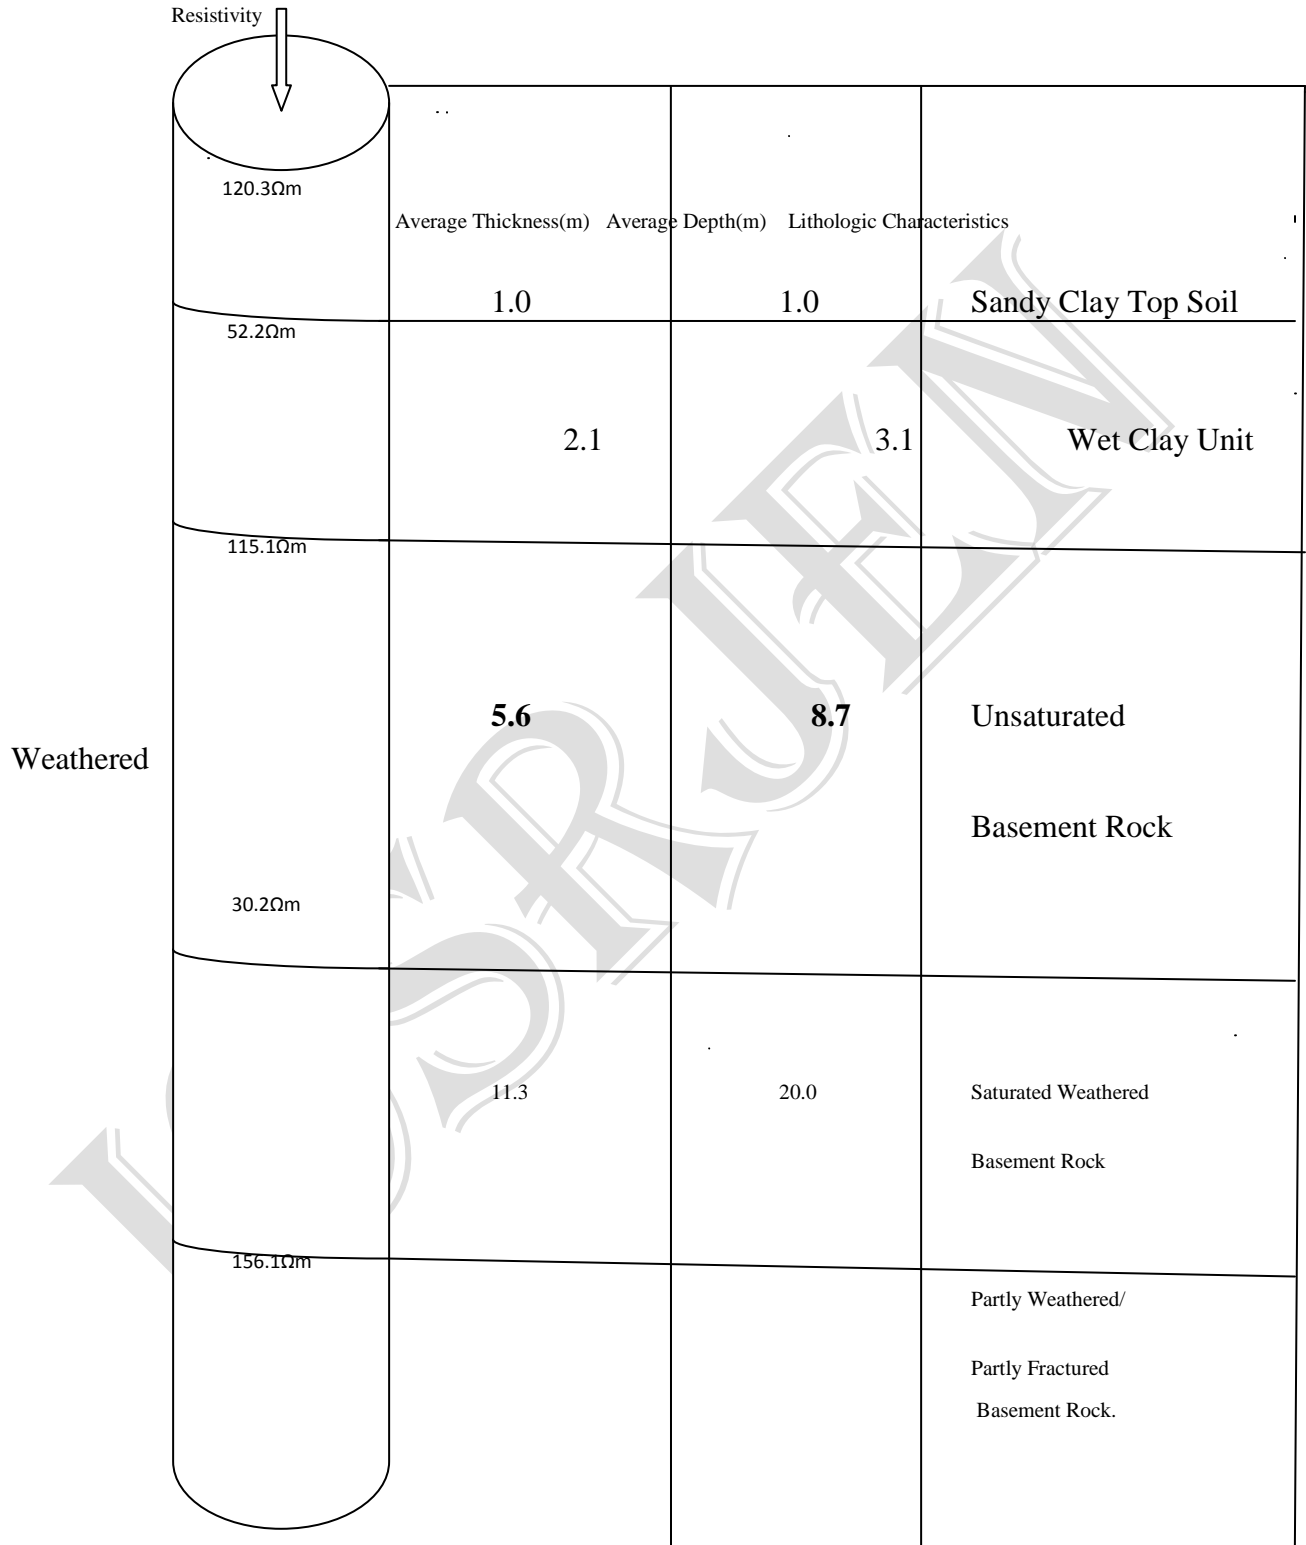 Resistivity
120.3Ωm
Average Thickness(m) Average Depth(m) Lithologic Characteristics
1.0 1.0 Sandy Clay Top Soil
52.2Ωm
2.1 3.1 Wet Clay Unit
115.1Ωm
5.6 8.7 Unsaturated
Weathered
Basement Rock
30.2Ωm
11.3 20.0 Saturated Weathered
Basement Rock
156.1Ωm
Partly Weathered/
Partly Fractured
Basement Rock.
IOSRJEN